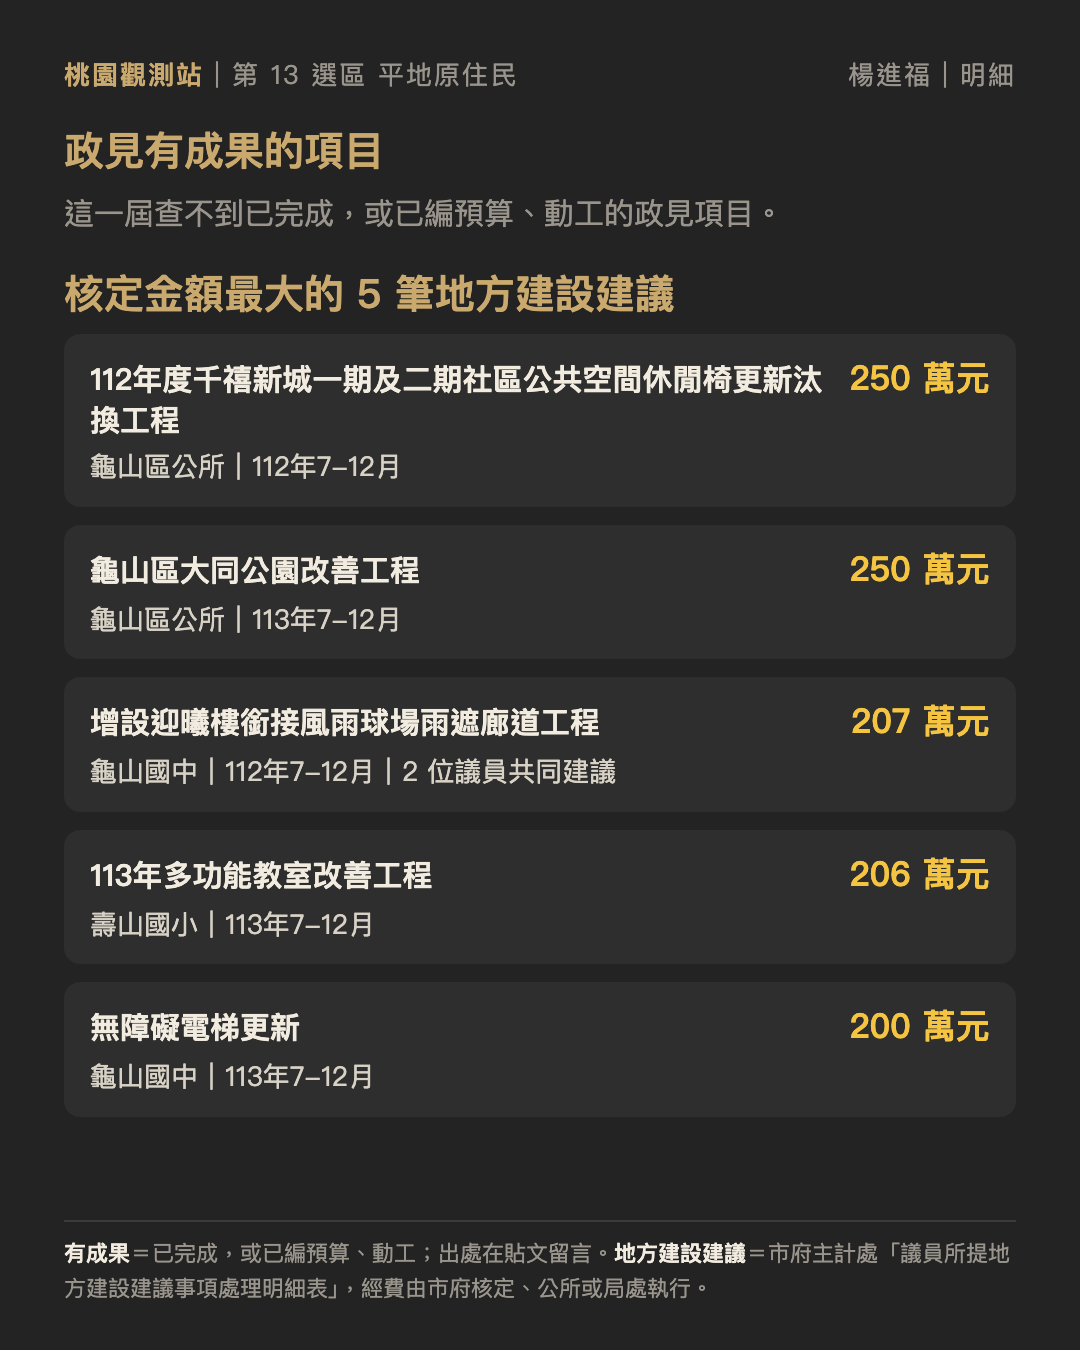 桃園觀測站｜第 13 選區 平地原住民
楊進福｜明細
政見有成果的項目
這一屆查不到已完成，或已編預算、動工的政見項目。
核定金額最大的 5 筆地方建設建議
112年度千禧新城一期及二期社區公共空間休閒椅更新汰
換工程
250 萬元
龜山區公所｜112年7–12月
龜山區大同公園改善工程
250 萬元
龜山區公所｜113年7–12月
增設迎曦樓銜接風雨球場雨遮廊道工程
207 萬元
龜山國中｜112年7–12月｜2 位議員共同建議
113年多功能教室改善工程
206 萬元
壽山國小｜113年7–12月
無障礙電梯更新
200 萬元
龜山國中｜113年7–12月
有成果＝已完成，或已編預算、動工；出處在貼文留言。地方建設建議＝市府主計處「議員所提地
方建設建議事項處理明細表」，經費由市府核定、公所或局處執行。